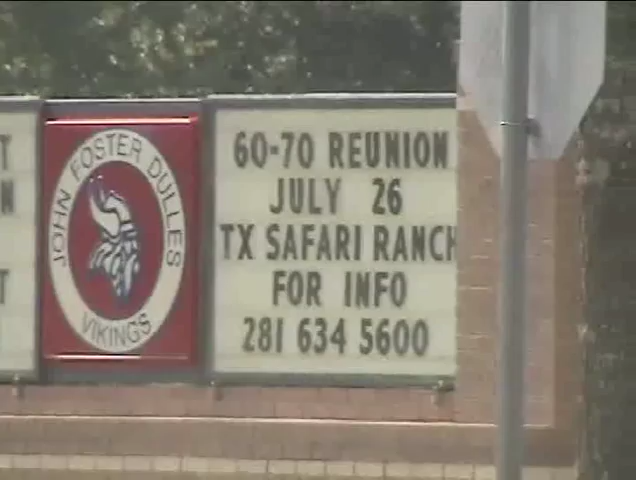 JOHN FOSTER DULLES
VIKINGS
60-70 REUNION
JULY 26
TX SAFARI RANCH
FOR INFO
281 634 5600